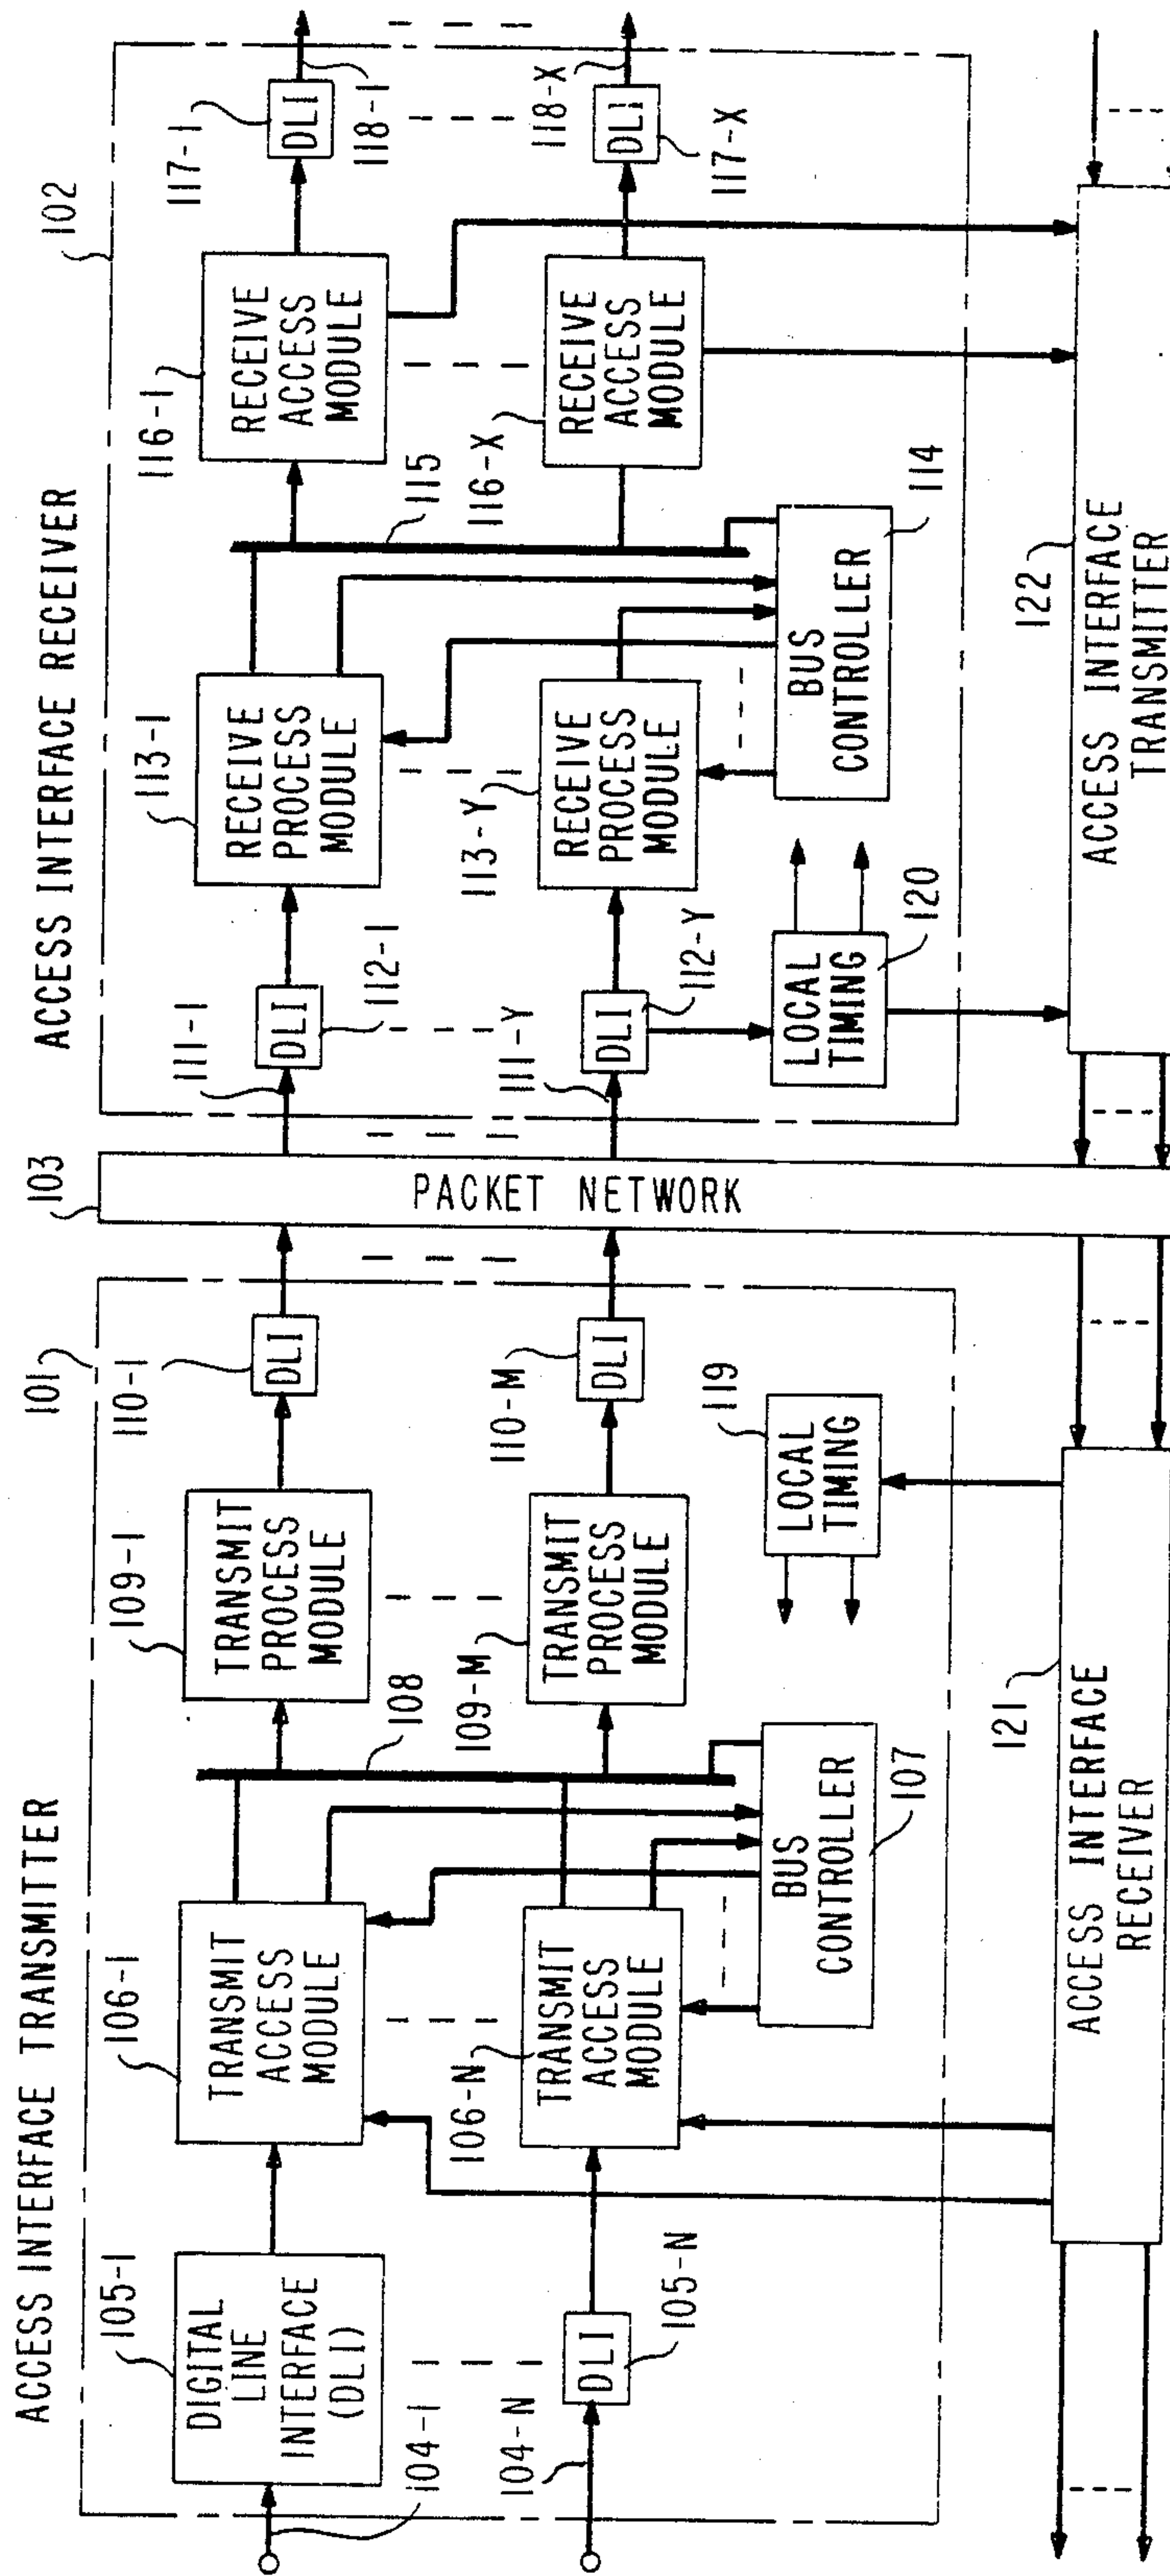 ACCESS INTERFACE TRANSMITTER
ACCESS INTERFACE RECEIVER
101
103
102
105-1
DIGITAL
LINE
INTERFACE
(DLI)
104-1
106-1
TRANSMIT
ACCESS
MODULE
108
109-1
TRANSMIT
PROCESS
MODULE
110-1
DLI
111-1
DLI
112-1
113-1
RECEIVE
PROCESS
MODULE
115
116-1
RECEIVE
ACCESS
MODULE
117-1
DLI
118-1
104-N
DLI
105-N
106-N
TRANSMIT
ACCESS
MODULE
109-M
TRANSMIT
PROCESS
MODULE
110-M
DLI
PACKET NETWORK
111-Y
DLI
112-Y
113-Y
RECEIVE
PROCESS
MODULE
116-X
RECEIVE
ACCESS
MODULE
118-X
DLI
117-X
BUS
CONTROLLER
107
119
LOCAL
TIMING
LOCAL
TIMING
120
BUS
CONTROLLER
114
121
ACCESS INTERFACE
RECEIVER
122
ACCESS INTERFACE
TRANSMITTER